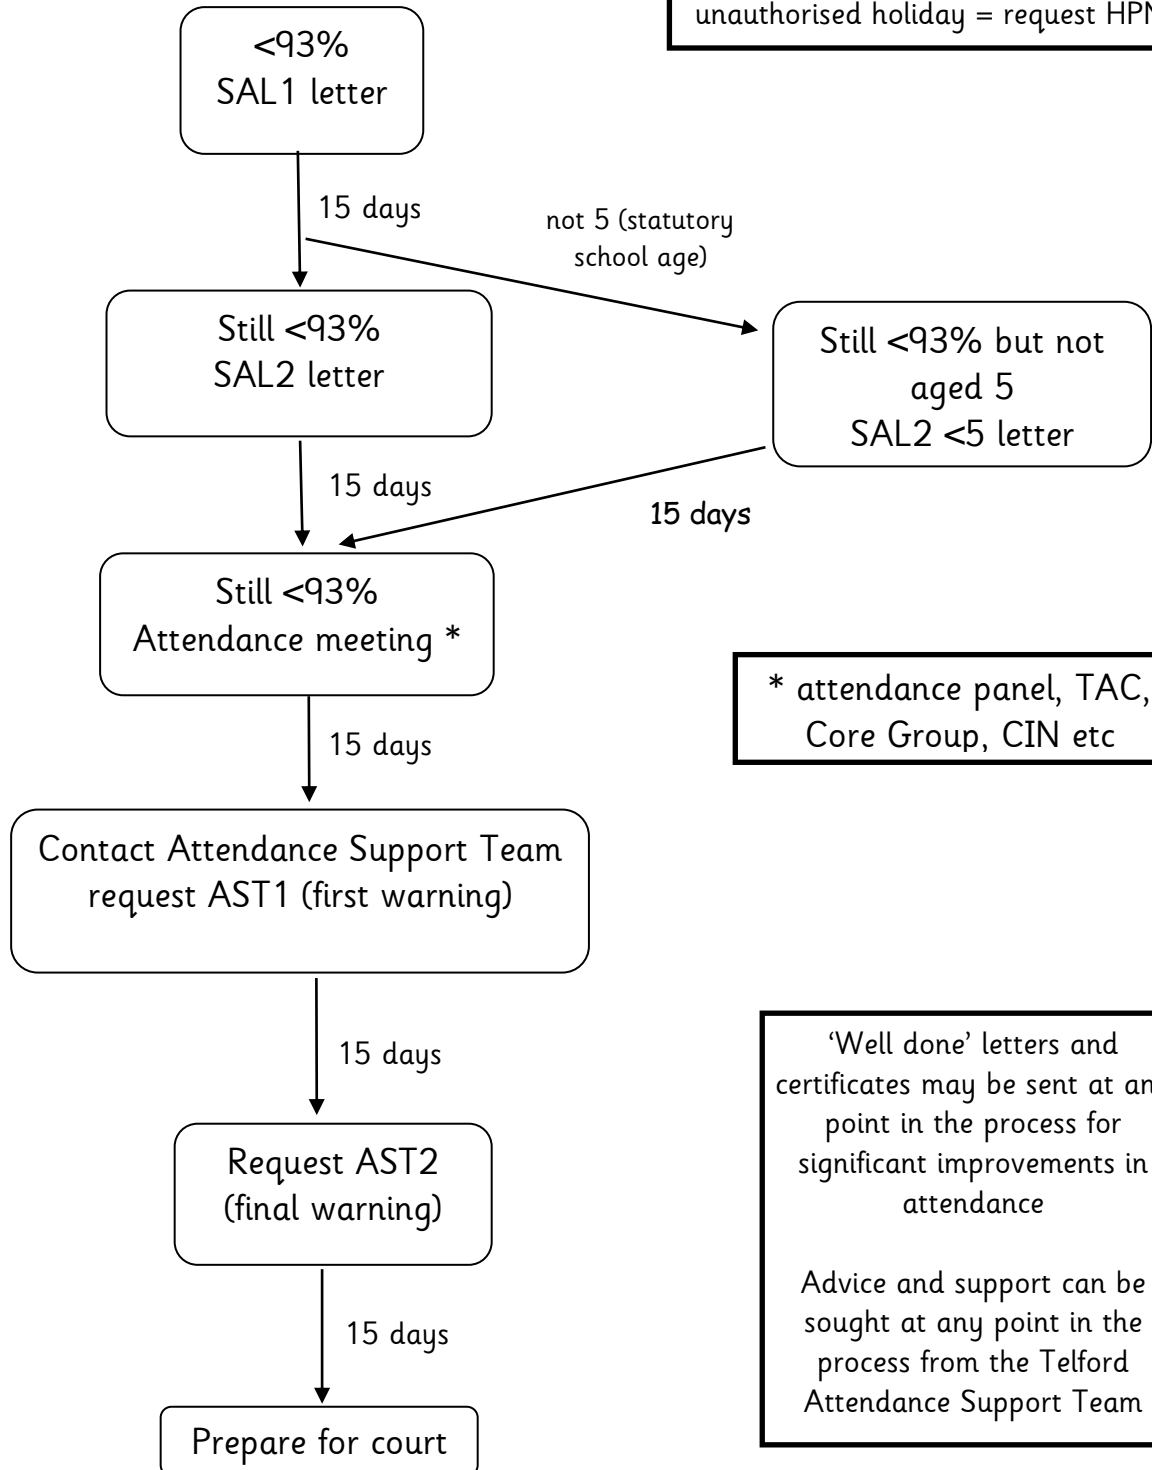 unauthorised holiday = request HPN
<93%
SAL1 letter
15 days
not 5 (statutory
school age)
Still <93%
SAL2 letter
Still <93% but not
aged 5
SAL2 <5 letter
15 days
15 days
Still <93%
Attendance meeting *
* attendance panel, TAC,
Core Group, CIN etc
15 days
Contact Attendance Support Team
request AST1 (first warning)
15 days
'Well done' letters and
certificates may be sent at
point in the process for
significant improvements in
attendance
Request AST2
(final warning)
Advice and support can be
sought at any point in the
process from the Telford
Attendance Support Team
15 days
Prepare for court